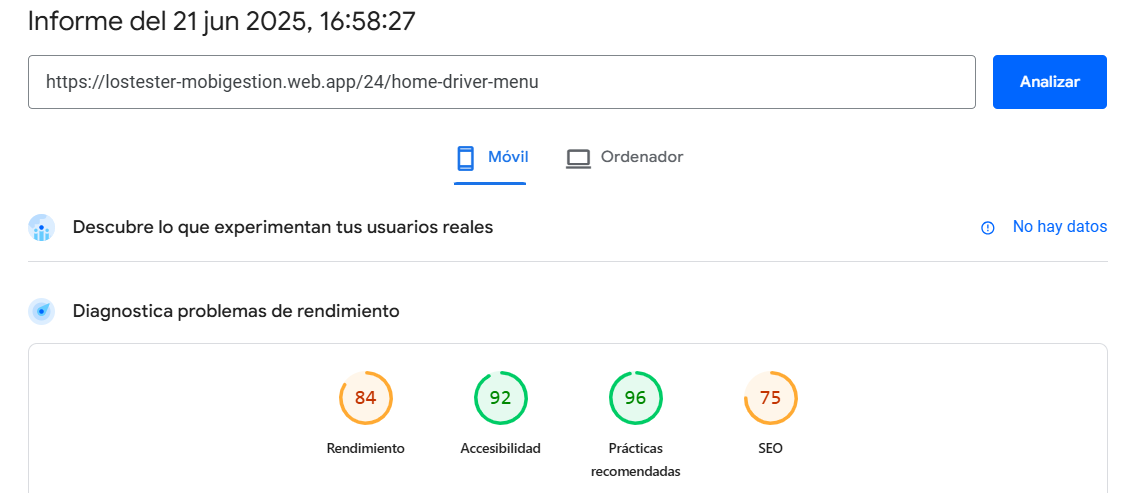 Informe del 21 jun 2025, 16:58:27
https://lostester-mobigestion.web.app/24/home-driver-menu
Analizar
Móvil
Ordenador
Descubre lo que experimentan tus usuarios reales
No hay datos
Diagnostica problemas de rendimiento
84
92
96
75
Rendimiento
Accesibilidad
Prácticas
recomendadas
SEO